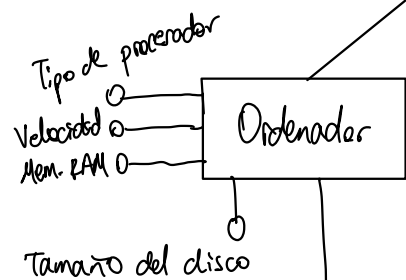 Tipo de procesador
Velocidad
Mem. RAM
Ordenador
Tamaño del disco